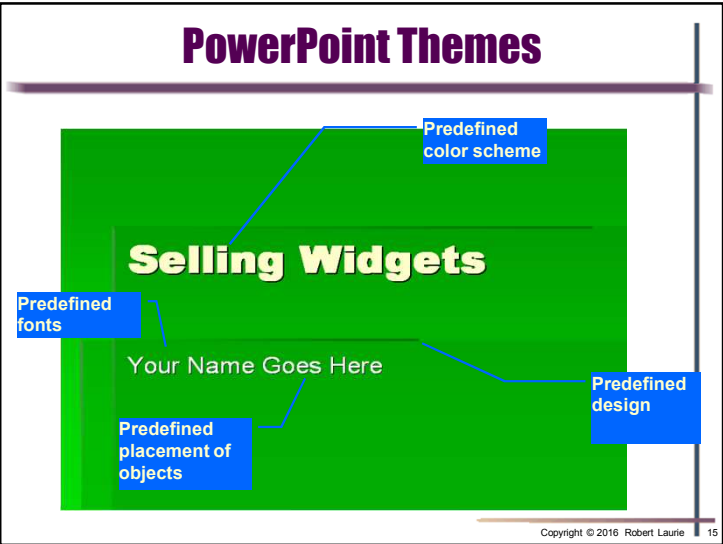 PowerPoint Themes
Predefined
color scheme
Selling Widgets
Predefined
fonts
Your Name Goes Here
Predefined
design
Predefined
placement of
objects
Copyright © 2016 Robert Laurie
15